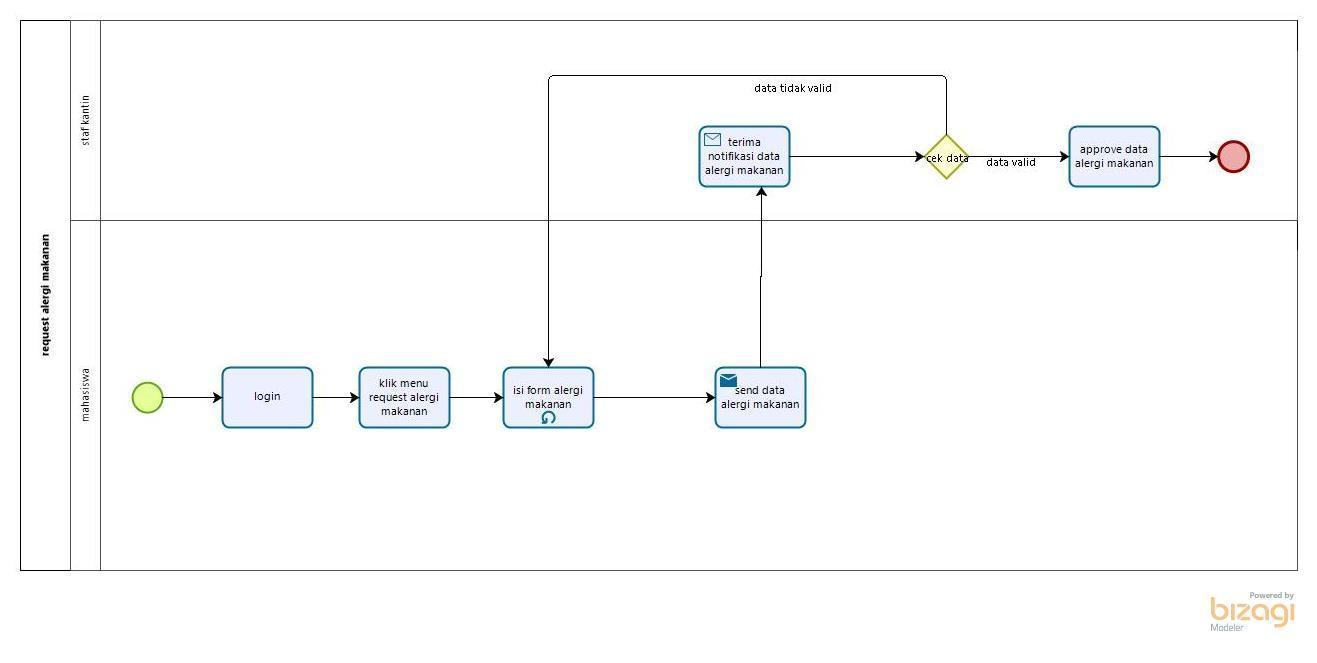 request alergi makanan
staf kantin
data tidak valid
terima
notifikasi data
alergi makanan
cek data
data valid
approve data
alergi makanan
mahasiswa
login
klik menu
request alergi
makanan
isi form alergi
makanan
send data
alergi makanan
Powered by
bizagi
Modeler